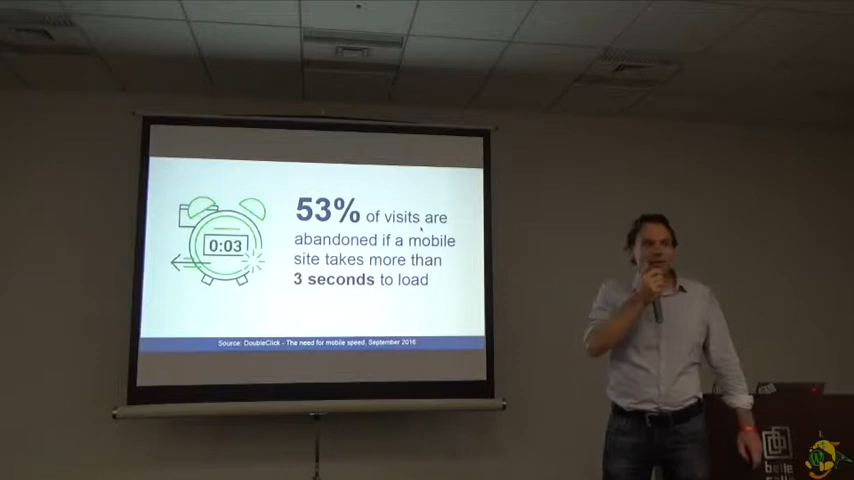 53% of visits are
abandoned if a mobile
site takes more than
3 seconds to load
0:03
Source: DoubleClick - The need for mobile speed, September 2016
belle